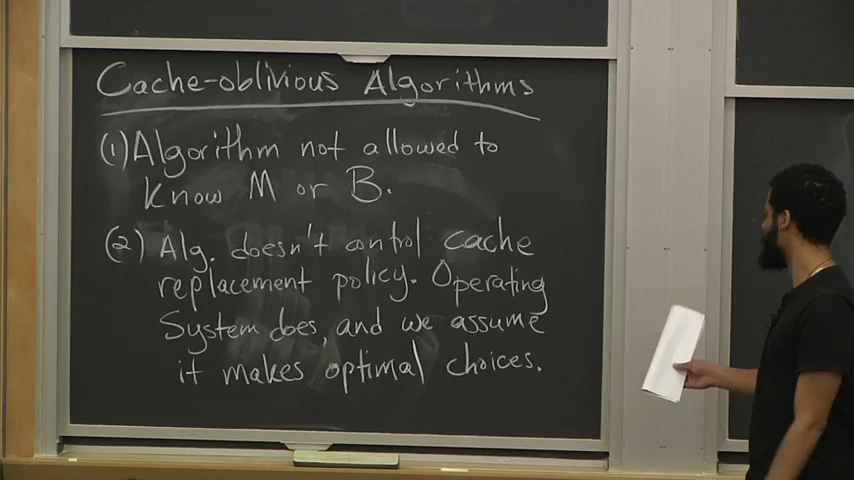 Cache-oblivious Algorithms
(1) Algorithm not allowed to
know M or B.
(2) Alg. doesn't control cache
replacement policy. Operating
System does, and we assume
it makes optimal choices.